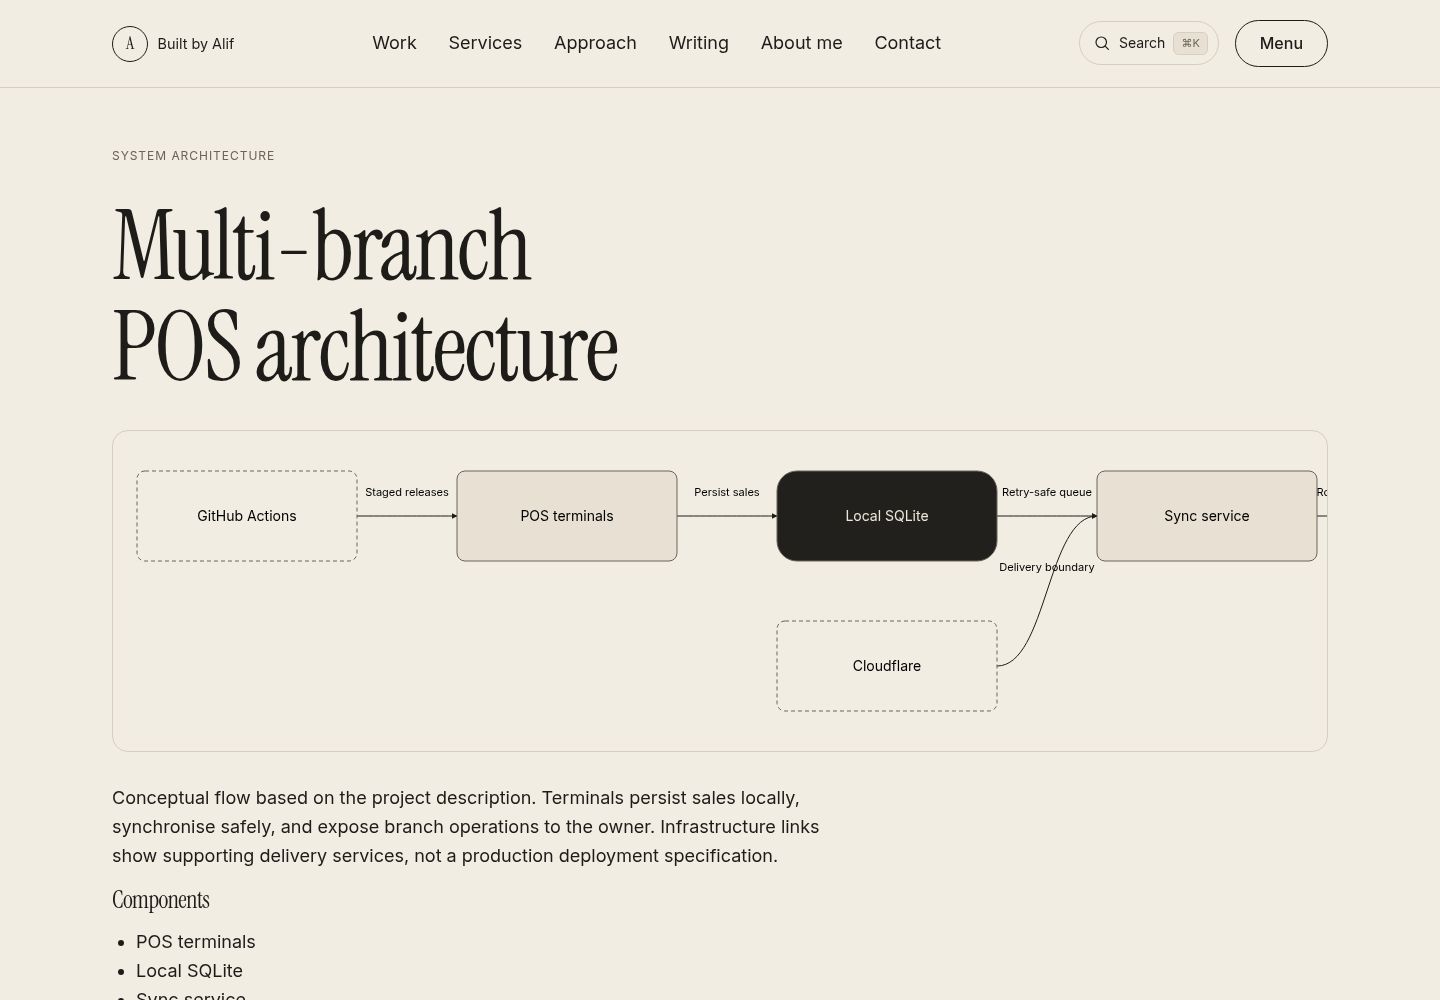 A
Built by Alif
Work
Services
Approach
Writing
About me
Contact
Search
⌘K
Menu
SYSTEM ARCHITECTURE
Multi-branch
POS architecture
GitHub Actions
Staged releases
POS terminals
Persist sales
Local SQLite
Retry-safe queue
Sync service
Delivery boundary
Cloudflare
Conceptual flow based on the project description. Terminals persist sales locally,
synchronise safely, and expose branch operations to the owner. Infrastructure links
show supporting delivery services, not a production deployment specification.
Components
• POS terminals
• Local SQLite
• Sync service